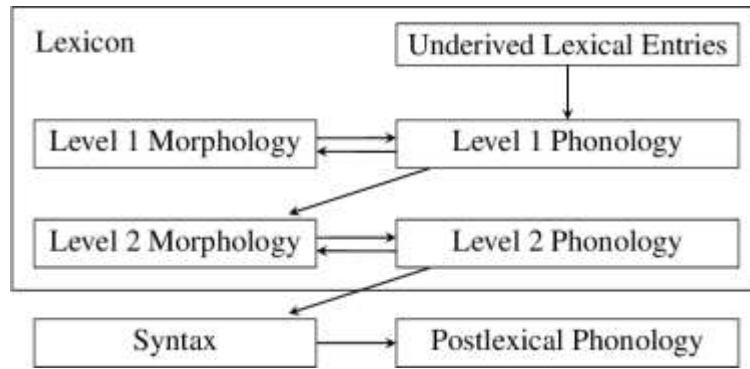 Lexicon
Underived Lexical Entries
Level 1 Morphology
Level 1 Phonology
Level 2 Morphology
Level 2 Phonology
Syntax
Postlexical Phonology